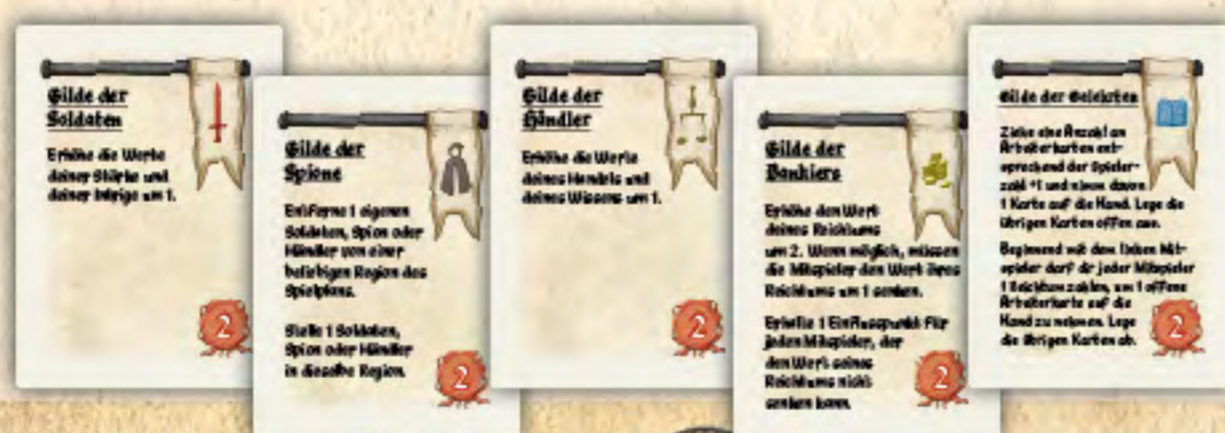 Gilde der
Soldaten
Erhöhe die Werte
deiner Stärke und
deiner Intrige um 1.
2
Gilde der
Spione
Entferne 1 eigenen
Soldaten, Spion oder
Händler von einer
beliebigen Region des
Spielplans.
Stelle 1 Soldaten,
Spion oder Händler
in dieselbe Region.
2
Gilde der
Händler
Erhöhe die Werte
deines Handels und
deines Wissens um 1.
2
Gilde der
Bankiers
Erhöhe den Wert
deines Reichtums
um 2. Wenn möglich, müssen
die Mitspieler den Wert ihres
Reichtums um 1 senken.
Erhalte 1 Einflusspunkt für
jeden Mitspieler, der
den Wert seines
Reichtums nicht
senken kann.
2
Gilde der Gelehrten
Ziehe eine Anzahl an
Arbeiterkarten ent-
sprechend der Spieler-
zahl +1 und nimm davon
1 Karte auf die Hand. Lege die
übrigen Karten offen aus.
Beginnend mit dem linken Mit-
spieler darf dir jeder Mitspieler
1 Reichtum zahlen, um 1 offene
Arbeiterkarte auf die
Hand zu nehmen. Lege
die übrigen Karten ab.
2